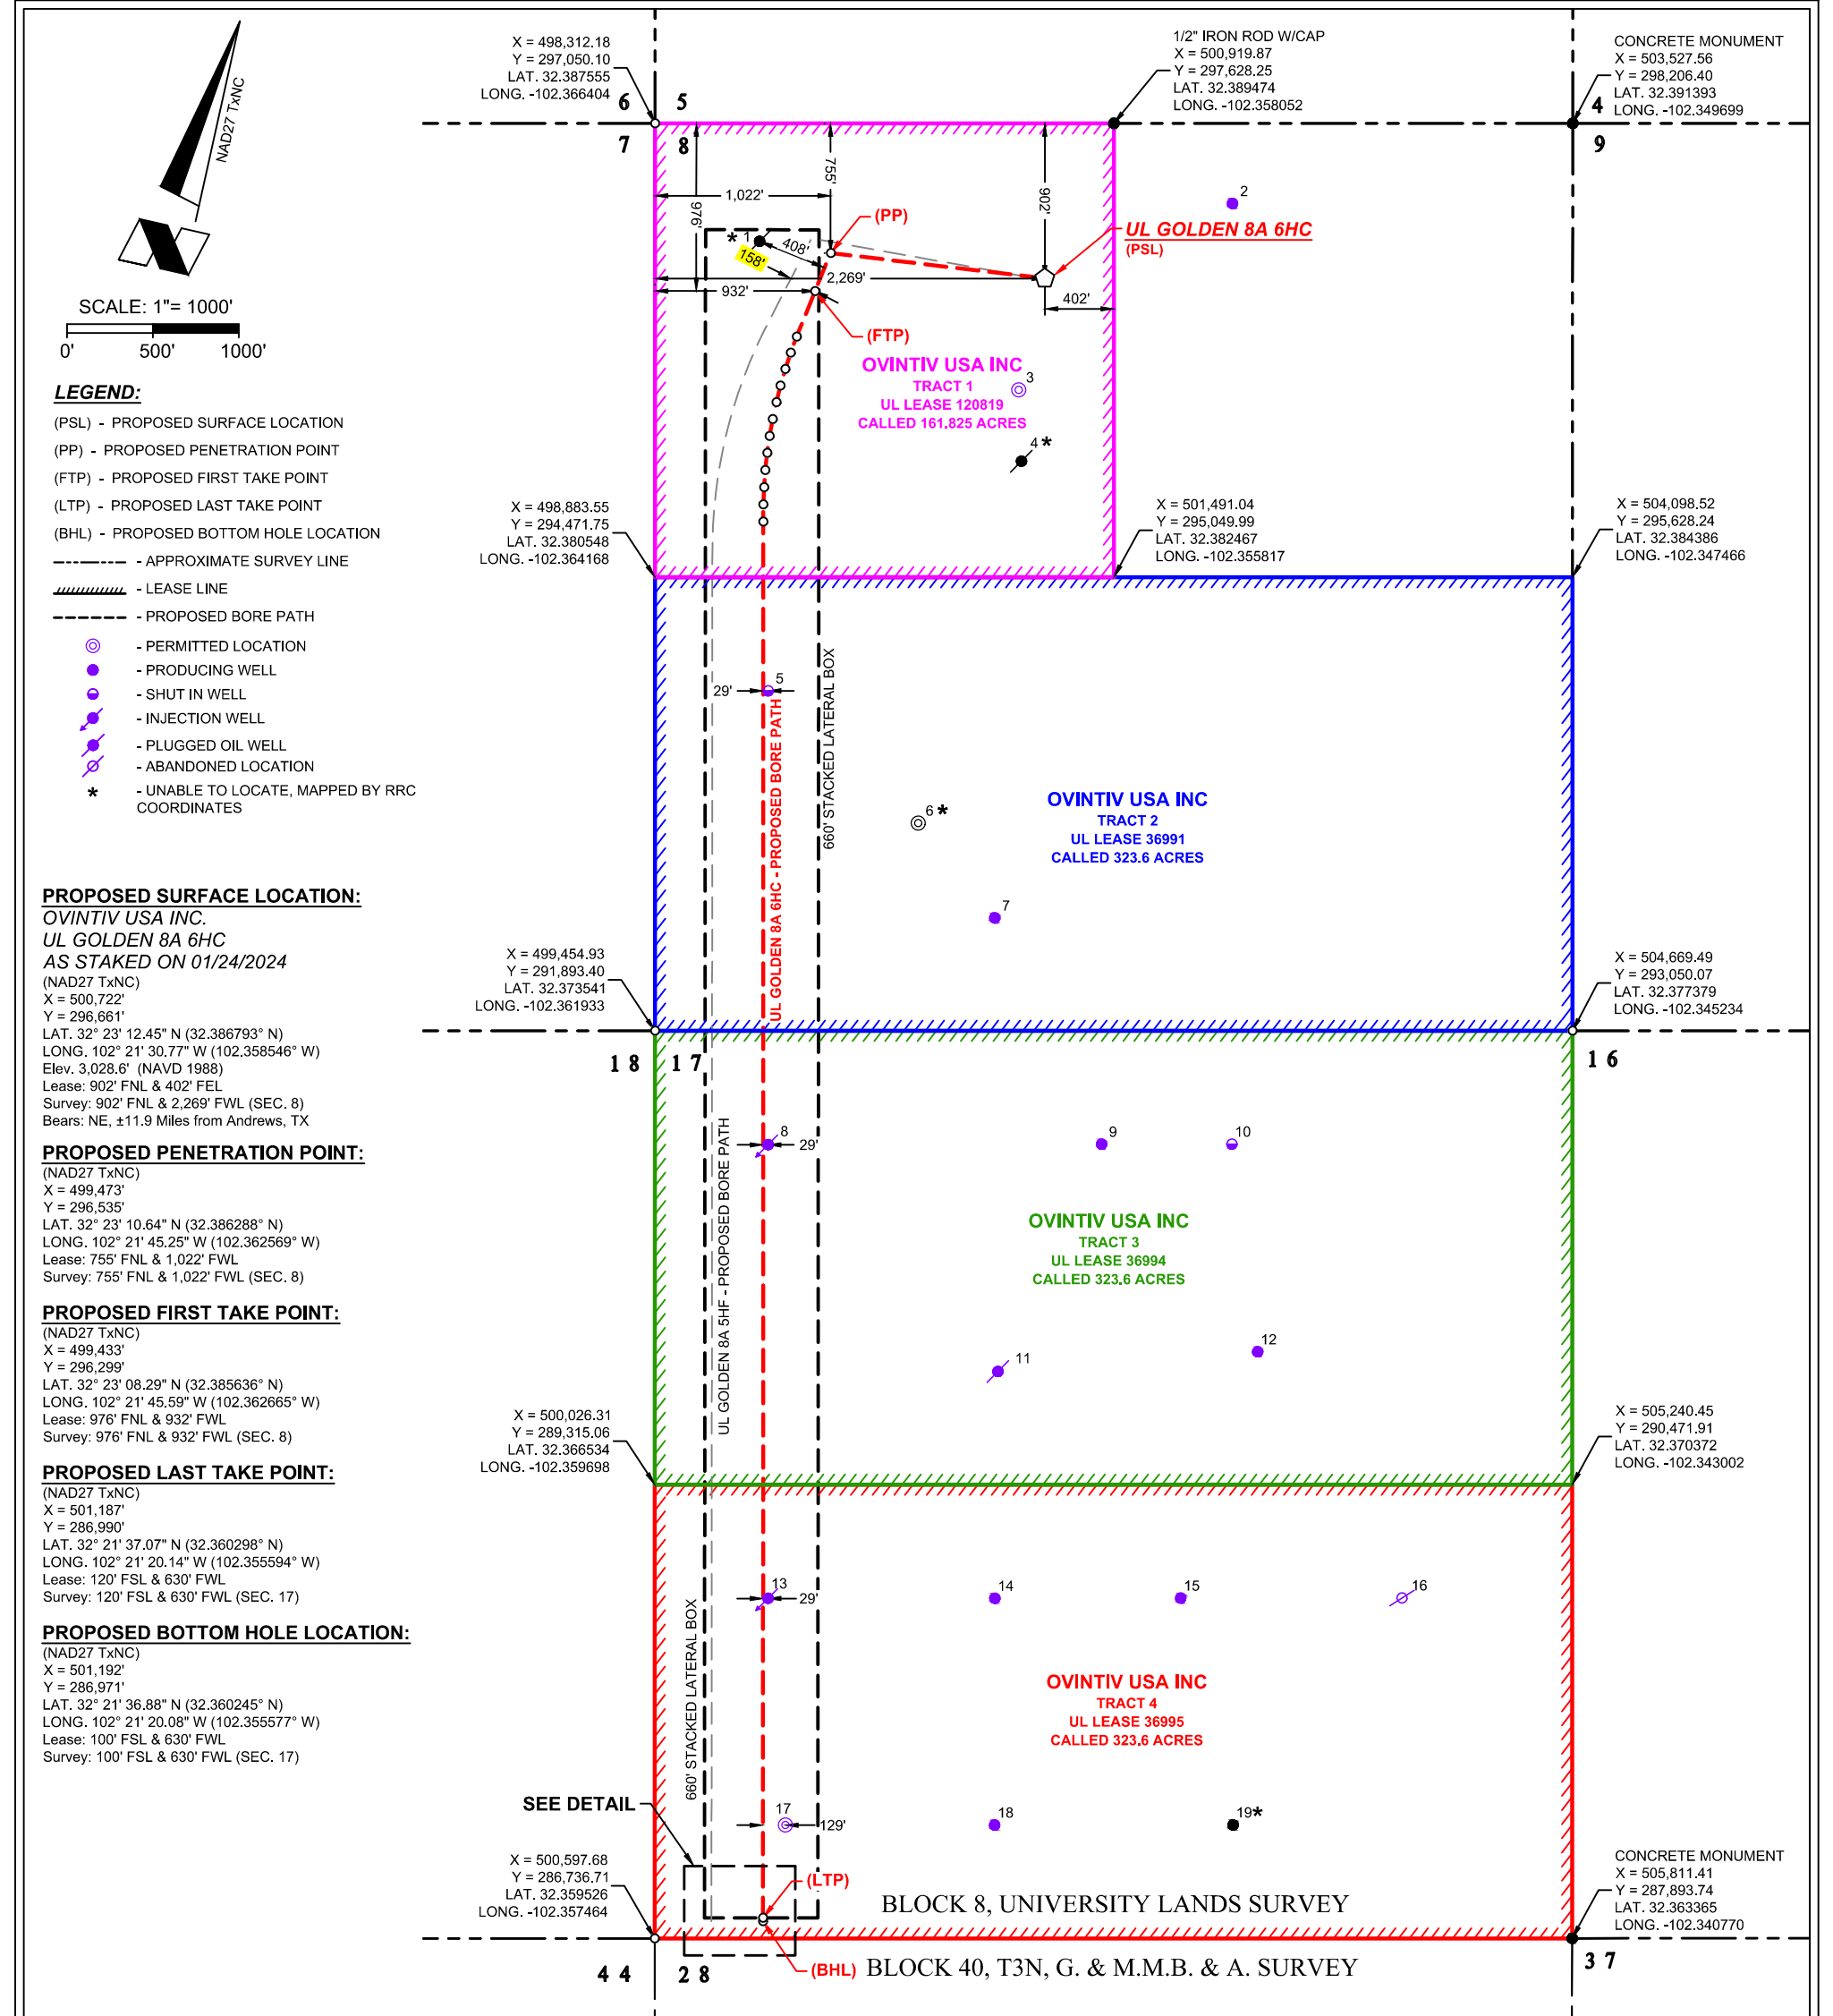 NAD27 TxNC
SCALE: 1"= 1000'
0' 500' 1000'
LEGEND:
(PSL) - PROPOSED SURFACE LOCATION
(PP) - PROPOSED PENETRATION POINT
(FTP) - PROPOSED FIRST TAKE POINT
(LTP) - PROPOSED LAST TAKE POINT
(BHL) - PROPOSED BOTTOM HOLE LOCATION
- APPROXIMATE SURVEY LINE
- LEASE LINE
- PROPOSED BORE PATH
- PERMITTED LOCATION
- PRODUCING WELL
- SHUT IN WELL
- INJECTION WELL
- PLUGGED OIL WELL
- ABANDONED LOCATION
* - UNABLE TO LOCATE, MAPPED BY RRC
COORDINATES
PROPOSED SURFACE LOCATION:
OVINTIV USA INC.
UL GOLDEN 8A 6HC
AS STAKED ON 01/24/2024
(NAD27 TxNC)
X = 500,722'
Y = 296,661'
LAT. 32° 23' 12.45" N (32.386793° N)
LONG. 102° 21' 30.77" W (102.358546° W)
Elev. 3,028.6' (NAVD 1988)
Lease: 902' FNL & 402' FEL
Survey: 902' FNL & 2,269' FWL (SEC. 8)
Bears: NE, ±11.9 Miles from Andrews, TX
PROPOSED PENETRATION POINT:
(NAD27 TxNC)
X = 499,473'
Y = 296,535'
LAT. 32° 23' 10.64" N (32.386288° N)
LONG. 102° 21' 45.25" W (102.362569° W)
Lease: 755' FNL & 1,022' FWL
Survey: 755' FNL & 1,022' FWL (SEC. 8)
PROPOSED FIRST TAKE POINT:
(NAD27 TxNC)
X = 499,433'
Y = 296,299'
LAT. 32° 23' 08.29" N (32.385636° N)
LONG. 102° 21' 45.59" W (102.362665° W)
Lease: 976' FNL & 932' FWL
Survey: 976' FNL & 932' FWL (SEC. 8)
PROPOSED LAST TAKE POINT:
(NAD27 TxNC)
X = 501,187'
Y = 286,990'
LAT. 32° 21' 37.07" N (32.360298° N)
LONG. 102° 21' 20.14" W (102.355594° W)
Lease: 120' FSL & 630' FWL
Survey: 120' FSL & 630' FWL (SEC. 17)
PROPOSED BOTTOM HOLE LOCATION:
(NAD27 TxNC)
X = 501,192'
Y = 286,971'
LAT. 32° 21' 36.88" N (32.360245° N)
LONG. 102° 21' 20.08" W (102.355577° W)
Lease: 100' FSL & 630' FWL
Survey: 100' FSL & 630' FWL (SEC. 17)
X = 498,312.18
Y = 297,050.10
LAT. 32.387555
LONG. -102.366404
1/2" IRON ROD W/CAP
X = 500,919.87
Y = 297,628.25
LAT. 32.389474
LONG. -102.358052
CONCRETE MONUMENT
X = 503,527.56
Y = 298,206.40
LAT. 32.391393
LONG. -102.349699
6 5
4
7 8
9
755'
1,022'
976'
902'
2
(PP)
UL GOLDEN 8A 6HC
(PSL)
* 1
408'
158'
2,269'
932'
402'
(FTP)
OVINTIV USA INC
TRACT 1
UL LEASE 120819
CALLED 161.825 ACRES
3
4 *
X = 498,883.55
Y = 294,471.75
LAT. 32.380548
LONG. -102.364168
X = 501,491.04
Y = 295,049.99
LAT. 32.382467
LONG. -102.355817
X = 504,098.52
Y = 295,628.24
LAT. 32.384386
LONG. -102.347466
29' 5
UL GOLDEN 8A 6HC - PROPOSED BORE PATH
660' STACKED LATERAL BOX
OVINTIV USA INC
TRACT 2
UL LEASE 36991
CALLED 323.6 ACRES
6 *
7
X = 499,454.93
Y = 291,893.40
LAT. 32.373541
LONG. -102.361933
X = 504,669.49
Y = 293,050.07
LAT. 32.377379
LONG. -102.345234
18 17
16
8 29'
9
10
UL GOLDEN 8A 5HF - PROPOSED BORE PATH
OVINTIV USA INC
TRACT 3
UL LEASE 36994
CALLED 323.6 ACRES
11
12
X = 500,026.31
Y = 289,315.06
LAT. 32.366534
LONG. -102.359698
X = 505,240.45
Y = 290,471.91
LAT. 32.370372
LONG. -102.343002
13 29'
14
15
16
660' STACKED LATERAL BOX
OVINTIV USA INC
TRACT 4
UL LEASE 36995
CALLED 323.6 ACRES
SEE DETAIL
17 129'
18
19*
X = 500,597.68
Y = 286,736.71
LAT. 32.359526
LONG. -102.357464
CONCRETE MONUMENT
X = 505,811.41
Y = 287,893.74
LAT. 32.363365
LONG. -102.340770
(LTP)
BLOCK 8, UNIVERSITY LANDS SURVEY
44 28
(BHL)
BLOCK 40, T3N, G. & M.M.B. & A. SURVEY
37